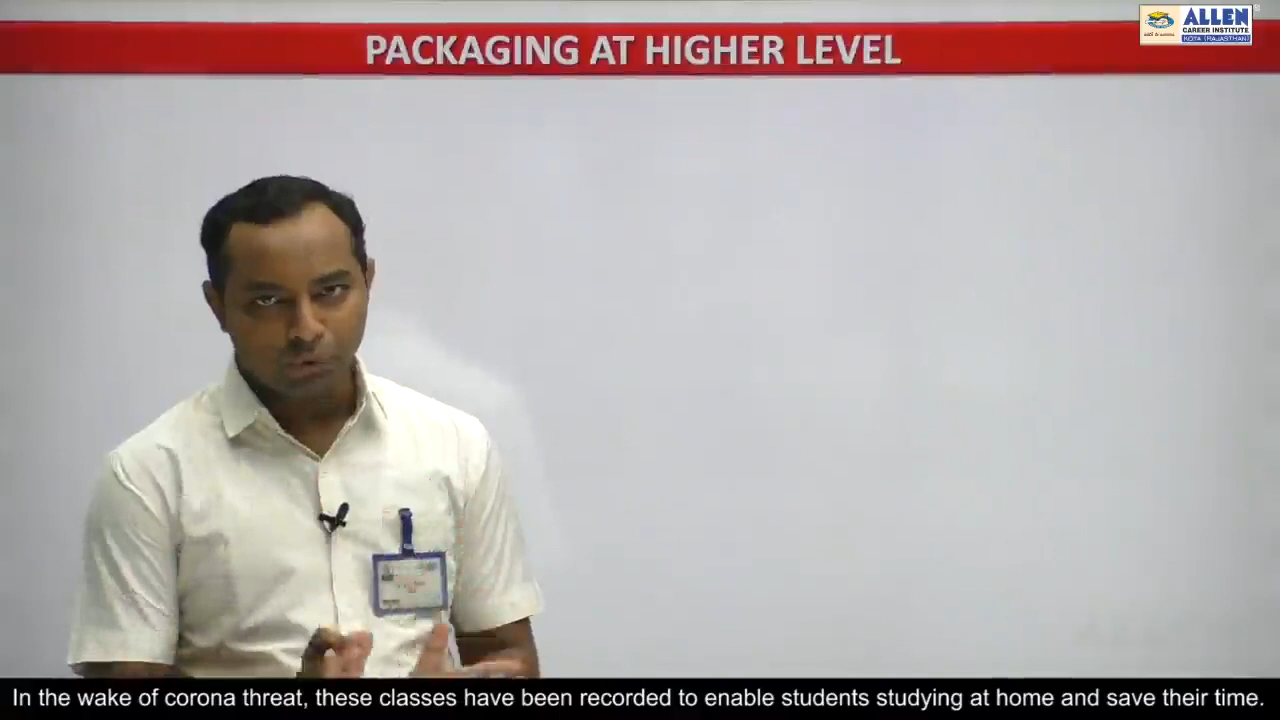 ALLEN
CAREER INSTITUTE
KOTA (RAJASTHAN)
PACKAGING AT HIGHER LEVEL
In the wake of corona threat, these classes have been recorded to enable students studying at home and save their time.